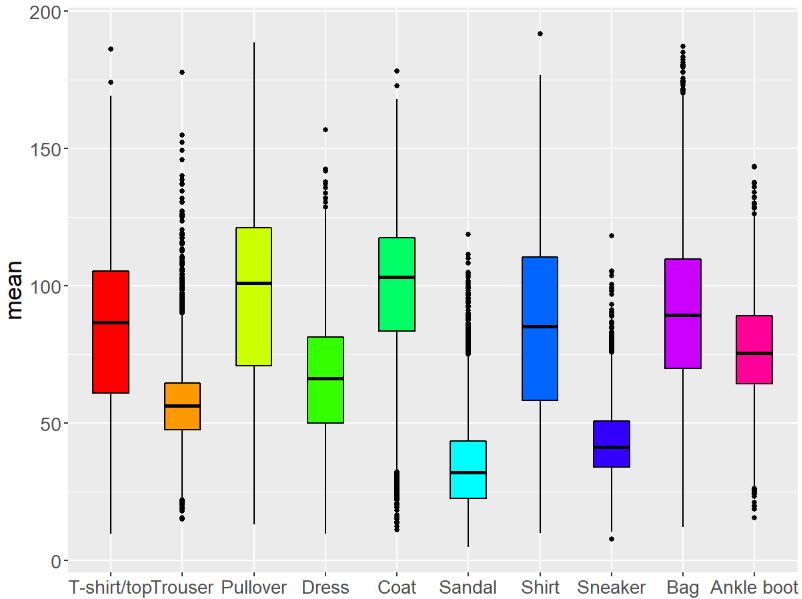 200
150
100
50
0
mean
T-shirt/top Trouser Pullover Dress Coat Sandal Shirt Sneaker Bag Ankle boot